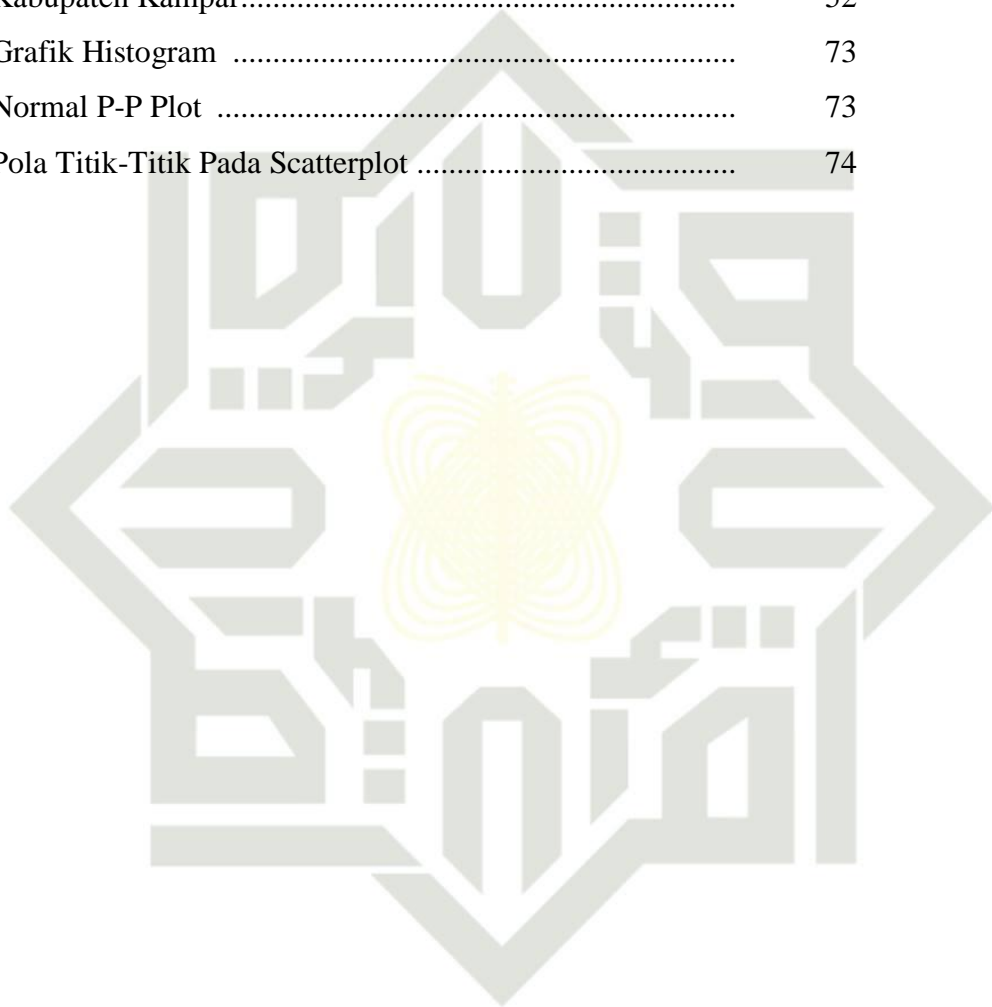 Kabupaten Kampar............................................................... 52
Grafik Histogram ................................................................ 73
Normal P-P Plot .................................................................. 73
Pola Titik-Titik Pada Scatterplot ........................................ 74